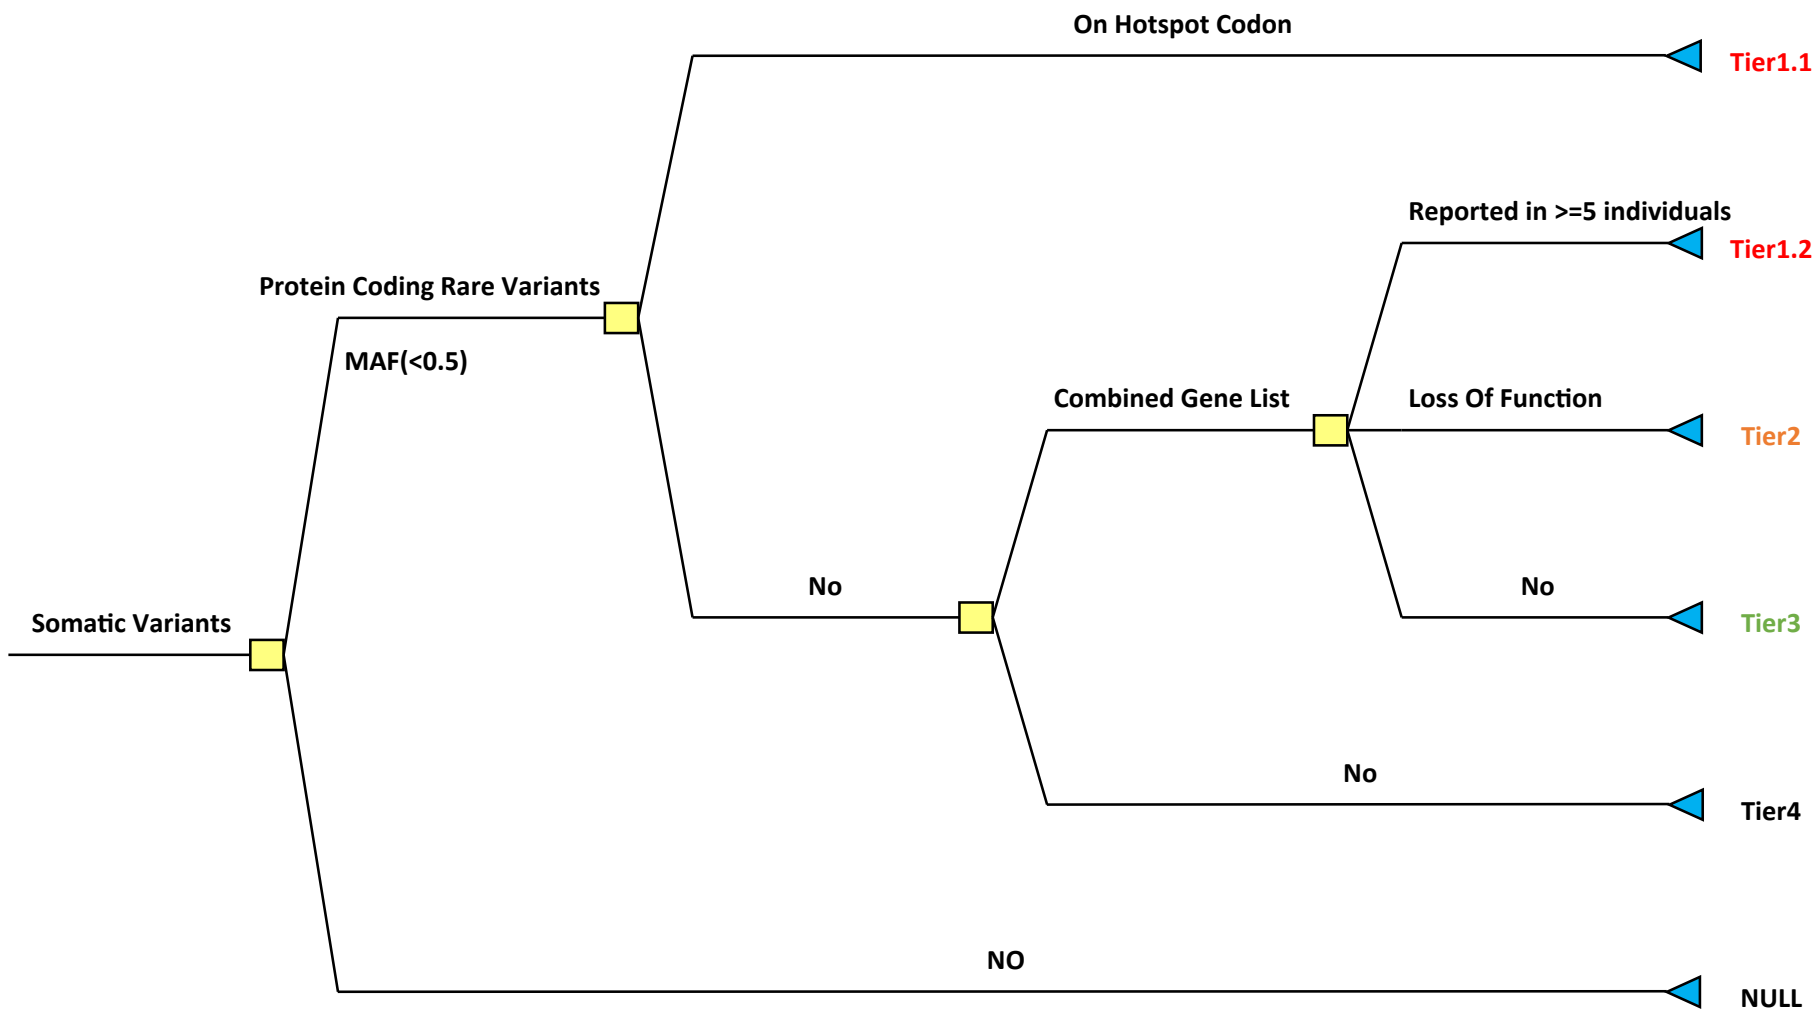 On Hotspot Codon
Tier1.1
Reported in >=5 individuals
Tier1.2
Protein Coding Rare Variants
MAF(<0.5)
Combined Gene List
Loss Of Function
Tier2
No
No
Somatic Variants
Tier3
No
Tier4
NO
NULL